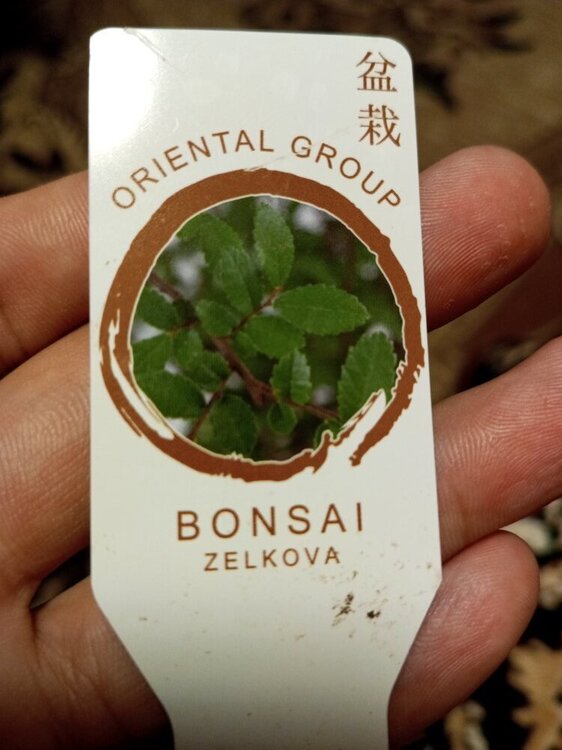 盆栽
ORIENTAL GROUP
BONSAI
ZELKOVA